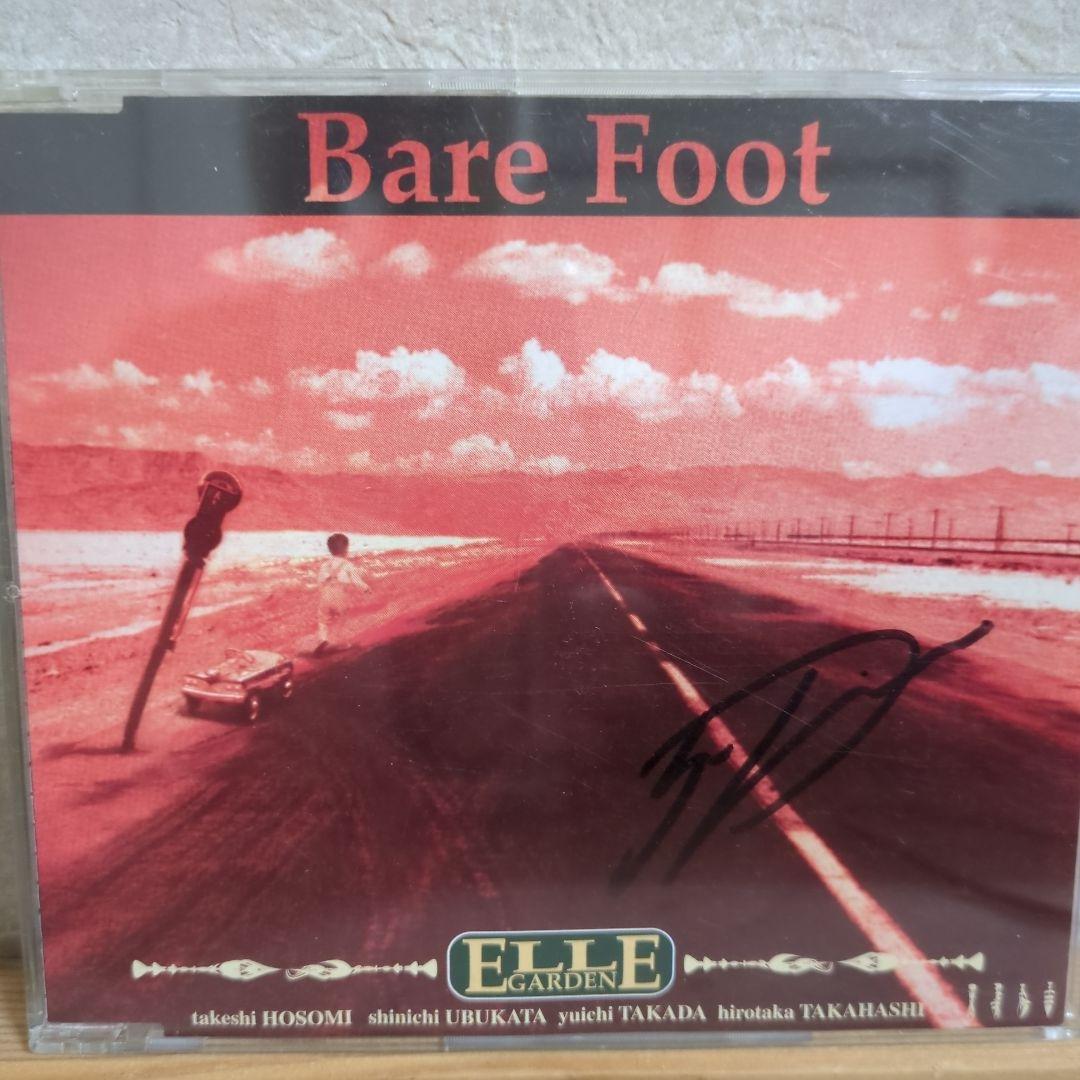 Bare Foot
ELLE
GARDEN
takeshi HOSOMI shinichi UBUKATA yuichi TAKADA hirotaka TAKAHASHI